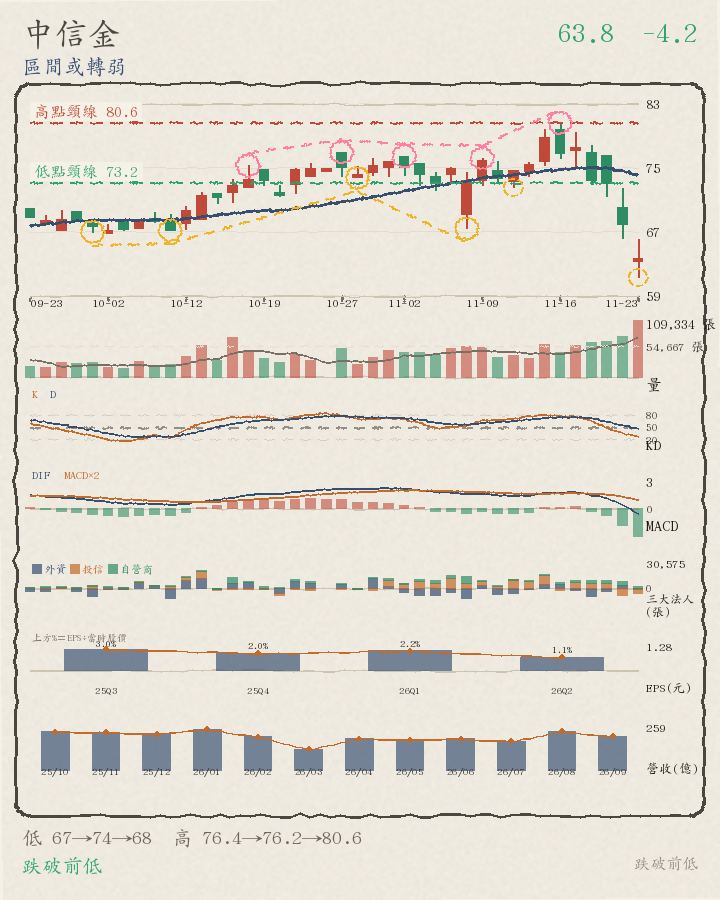 中信金
63.8 -4.2
區間或轉弱
高點頸線 80.6
低點頸線 73.2
83
75
67
59
09-23 10-02 10-12 10-19 10-27 11-02 11-09 11-16 11-23
109,334 張
54,667 張
量
K D
80
50
20
KD
DIF MACD×2
3
0
MACD
外資 投信 自營商
30,575
0
三大法人
(張)
上方%=EPS÷當時股價
3.0% 2.0% 2.2% 1.1%
1.28
25Q3 25Q4 26Q1 26Q2
EPS(元)
259
25/10 25/11 25/12 26/01 26/02 26/03 26/04 26/05 26/06 26/07 26/08 26/09
營收(億)
低 67→74→68 高 76.4→76.2→80.6
跌破前低
跌破前低